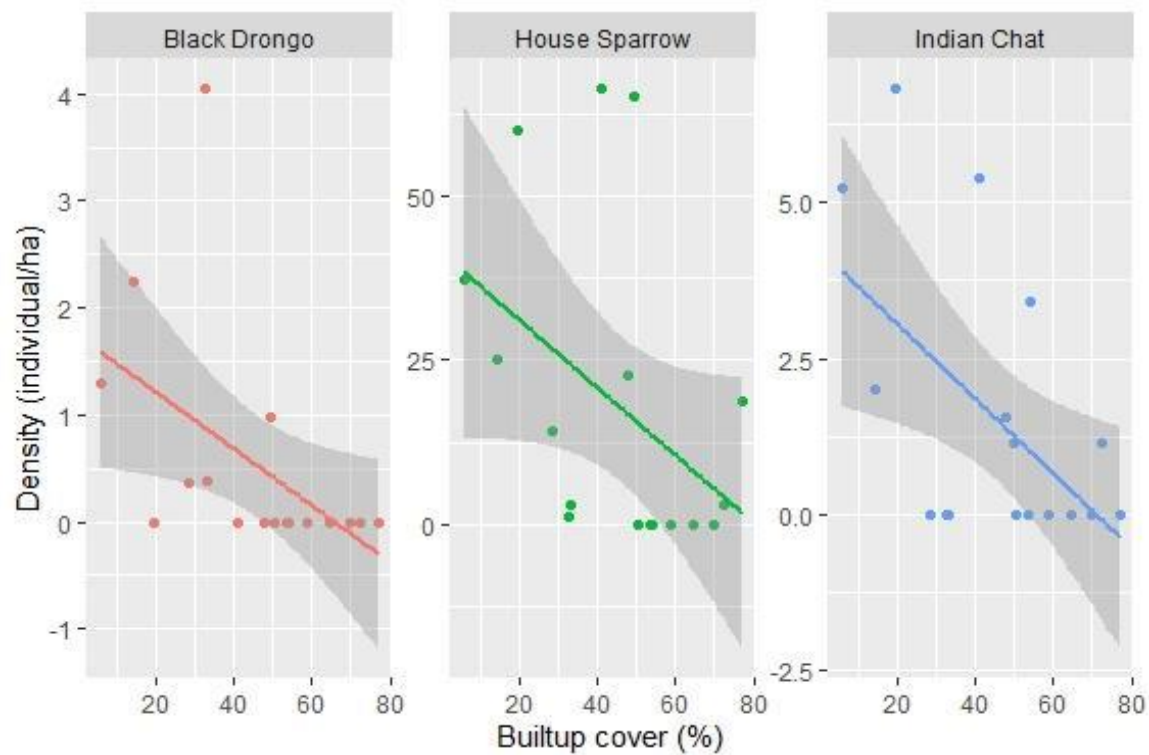 Black Drongo
House Sparrow
Indian Chat
Density (individual/ha)
4
3
2
1
0
-1
50
25
0
5.0
2.5
0.0
-2.5
20 40 60 80
20 40 60 80
20 40 60 80
Builtup cover (%)